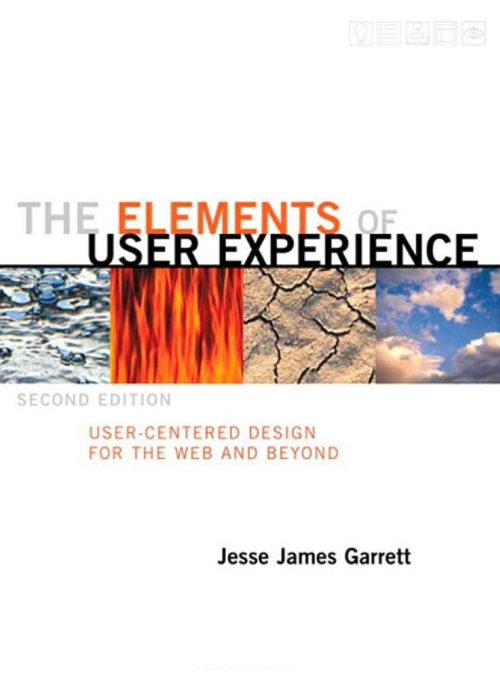 THE ELEMENTS OF
USER EXPERIENCE
SECOND EDITION
USER-CENTERED DESIGN
FOR THE WEB AND BEYOND
Jesse James Garrett